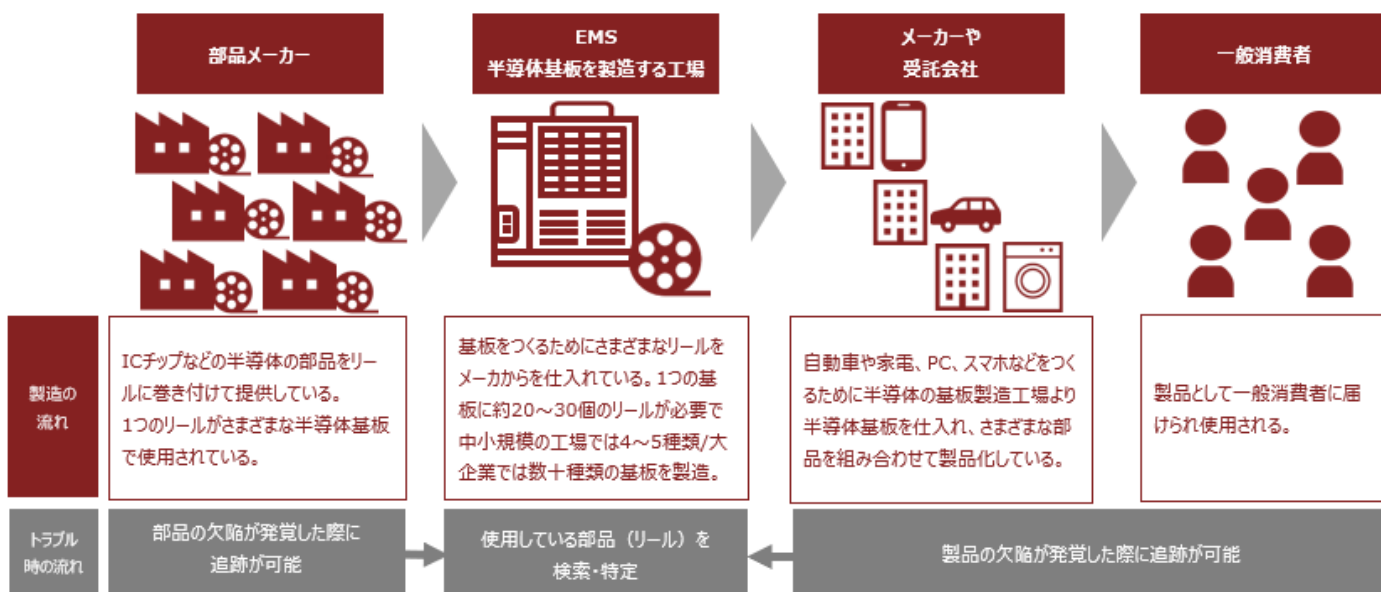 部品メーカー
EMS
半導体基板を製造する工場
メーカーや
受託会社
一般消費者
製造の
流れ
ICチップなどの半導体の部品をリー
ルに巻き付けて提供している。
1つのリールがさまざまな半導体基板
で使用されている。
基板をつくるためにさまざまなリールを
メーカからを仕入れている。1つの基
板に約20～30個のリールが必要で
中小規模の工場では4～5種類/大
企業では数十種類の基板を製造。
自動車や家電、PC、スマホなどをつく
るために半導体の基板製造工場より
半導体基板を仕入れ、さまざまな部
品を組み合わせて製品化している。
製品として一般消費者に届
けられ使用される。
トラブル
時の流れ
部品の欠陥が発覚した際に
追跡が可能
使用している部品（リール）を
検索・特定
製品の欠陥が発覚した際に追跡が可能